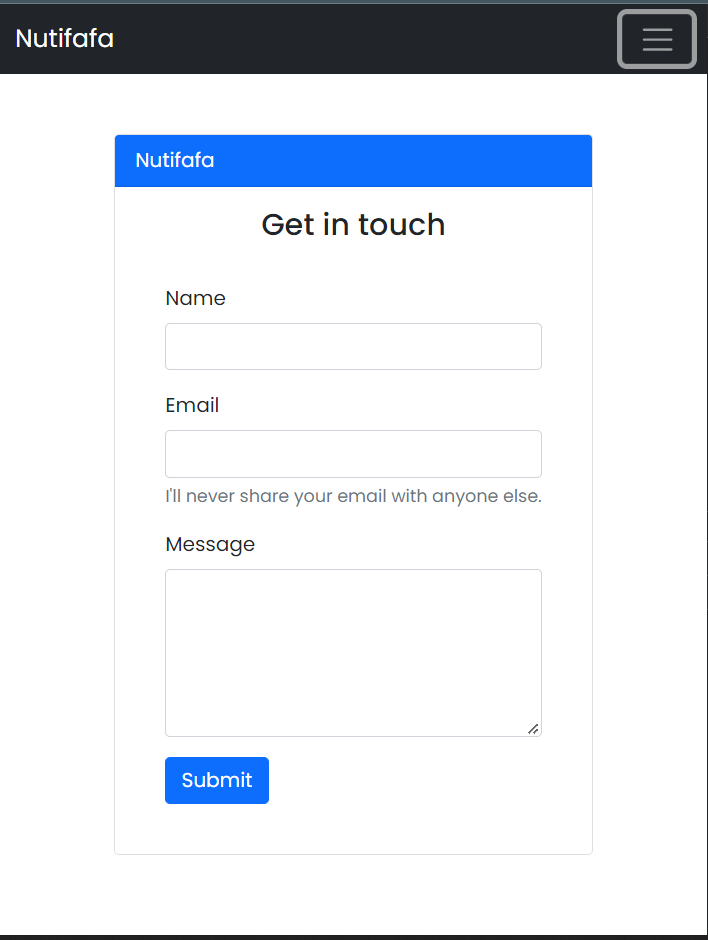 Nutifafa
Nutifafa
Get in touch
Name
Email
I'll never share your email with anyone else.
Message
Submit